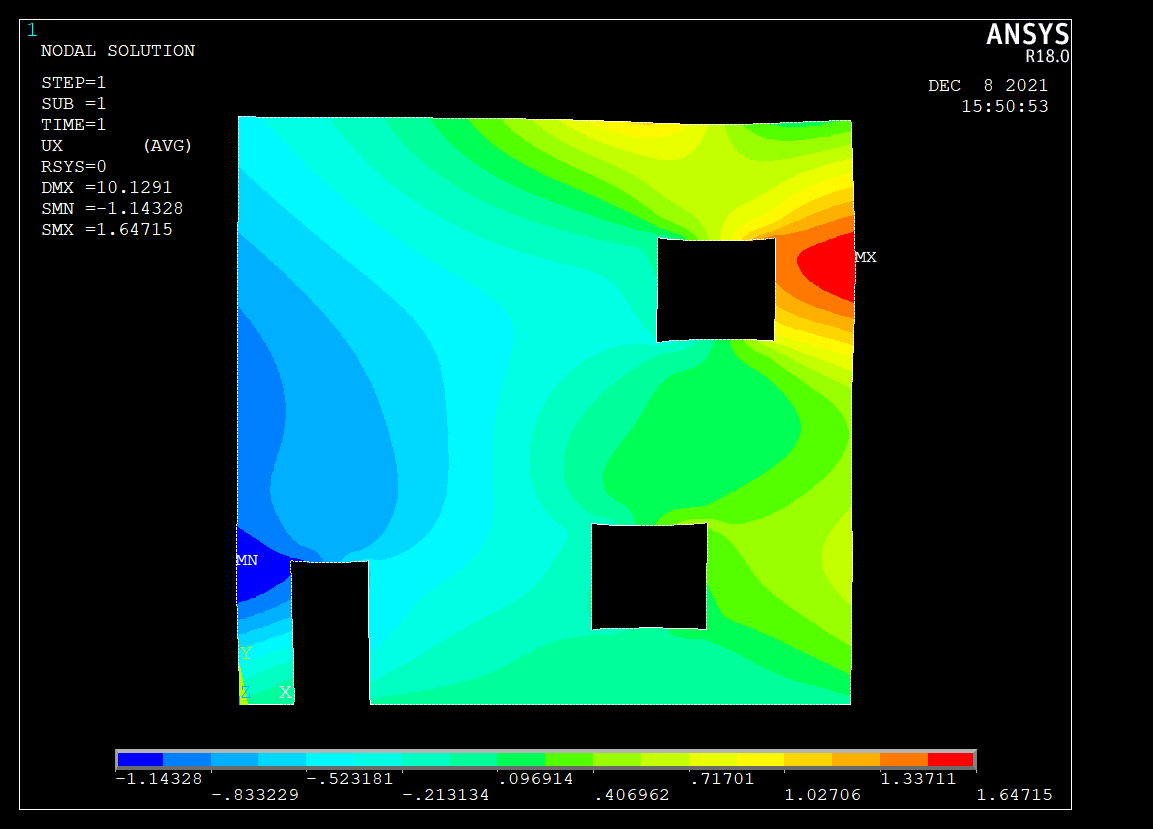 1
ANSYS
R18.0
NODAL SOLUTION
DEC 8 2021
15:50:53
STEP=1
SUB =1
TIME=1
UX (AVG)
RSYS=0
DMX =10.1291
SMN =-1.14328
SMX =1.64715
MX
MN
Y
Z X
-1.14328 -.523181 .096914 .71701 1.33711
-.833229 -.213134 .406962 1.02706 1.64715